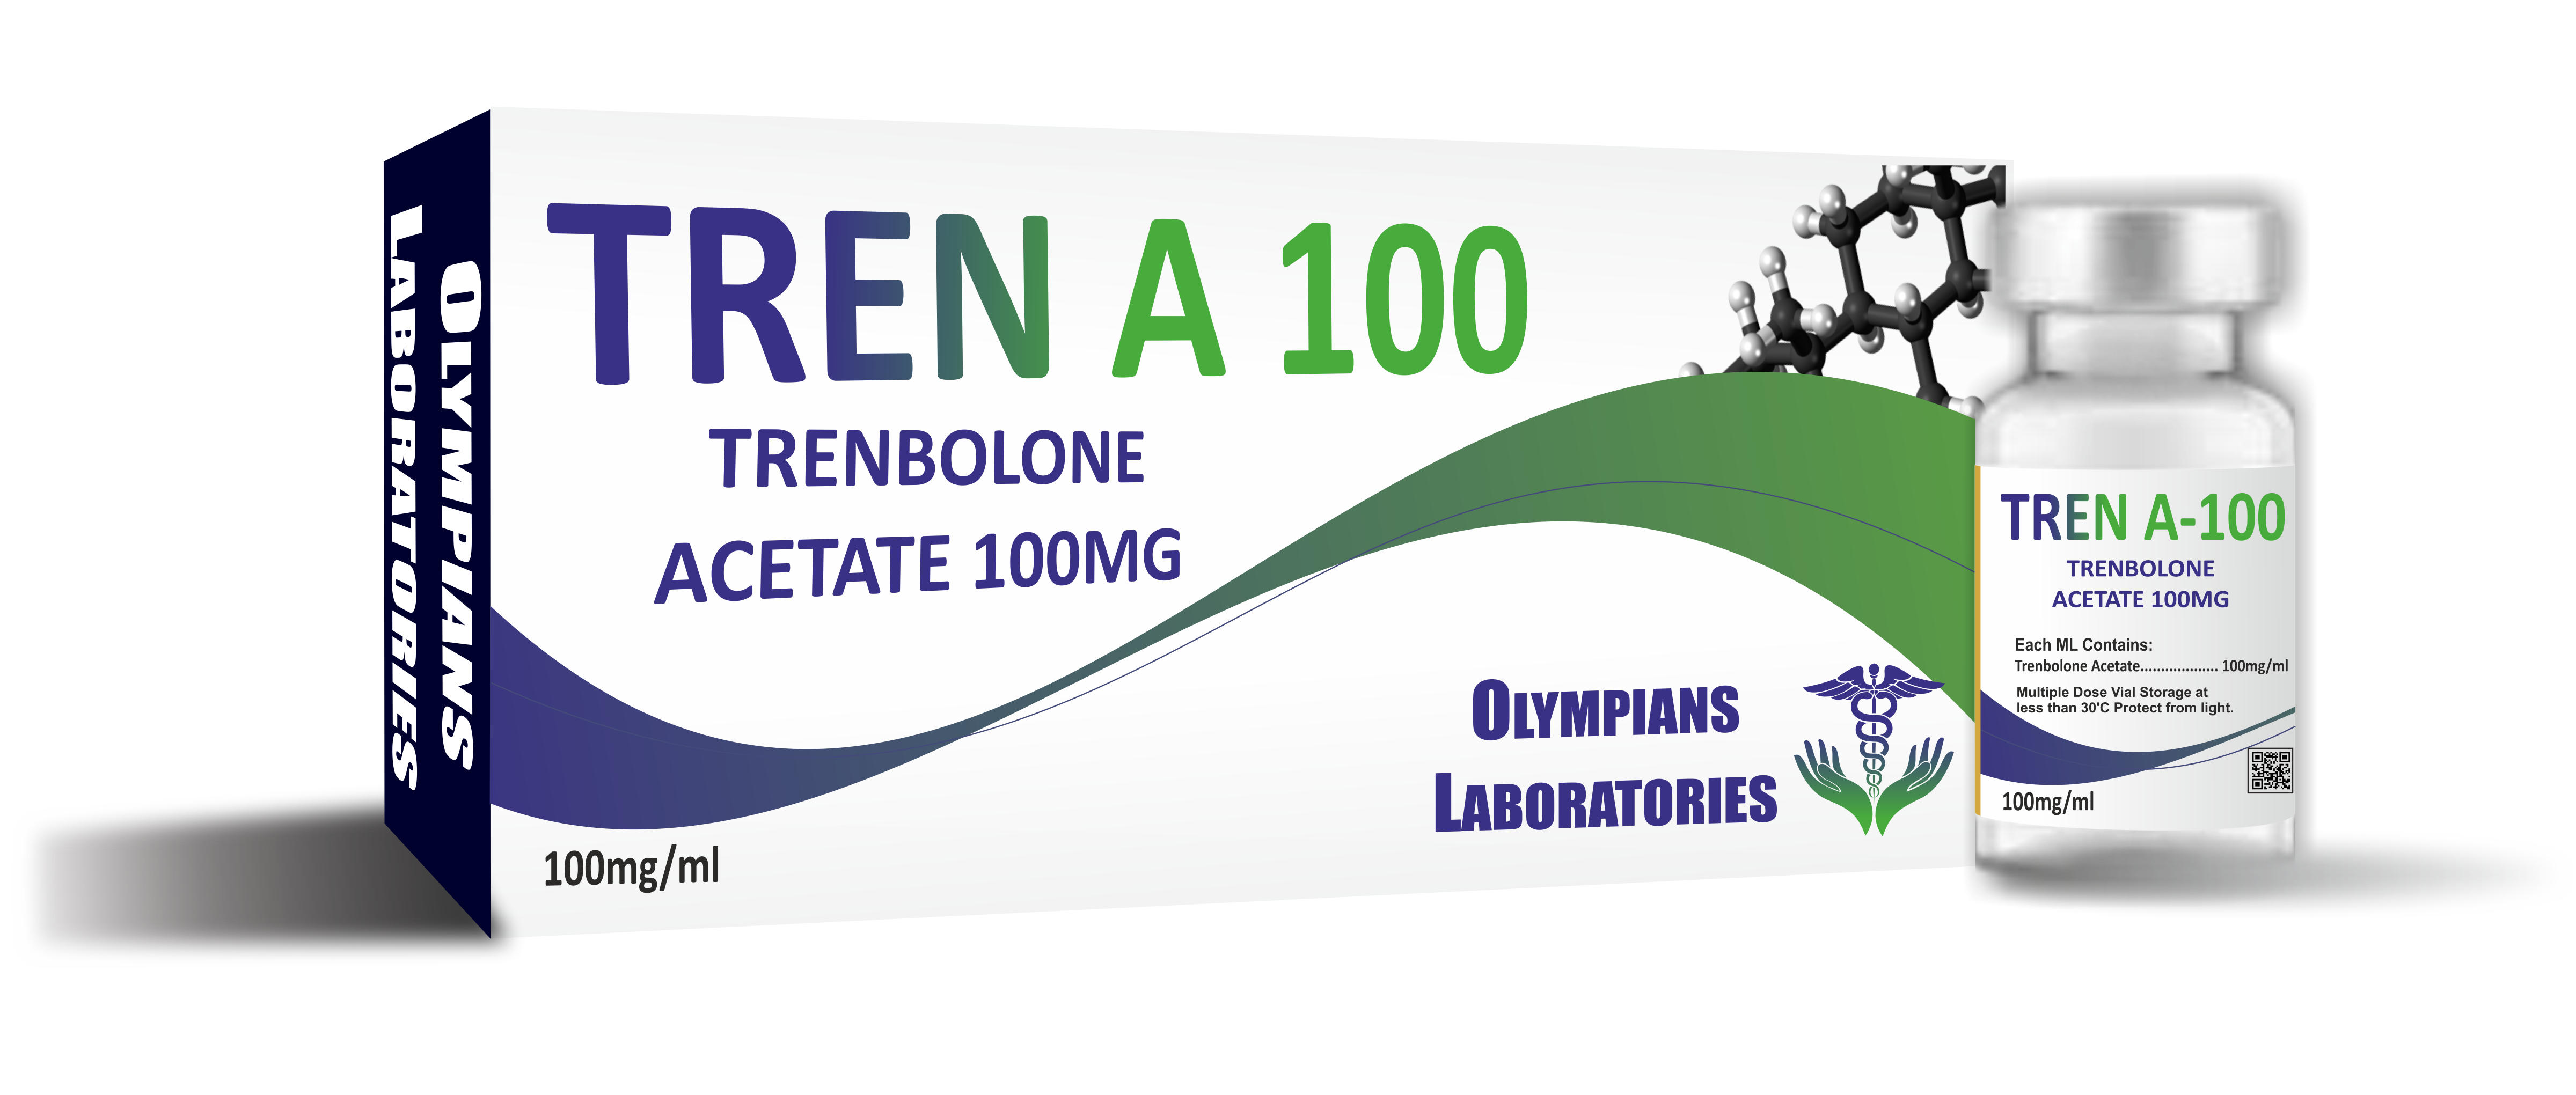 OLYMPIANS
LABORATORIES
TREN A 100
TRENBOLONE
ACETATE 100MG
OLYMPIANS
LABORATORIES
100mg/ml
TREN A-100
TRENBOLONE
ACETATE 100MG
Each ML Contains:
Trenbolone Acetate................... 100mg/ml
Multiple Dose Vial Storage at
less than 30'C Protect from light.
100mg/ml